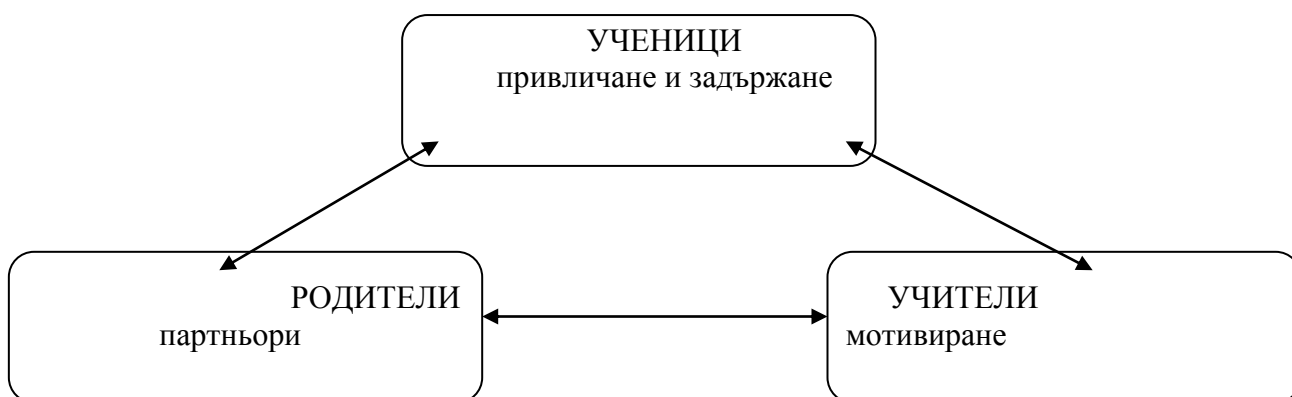 УЧЕНИЦИ
привличане и задържане
РОДИТЕЛИ
партньори
УЧИТЕЛИ
мотивиране